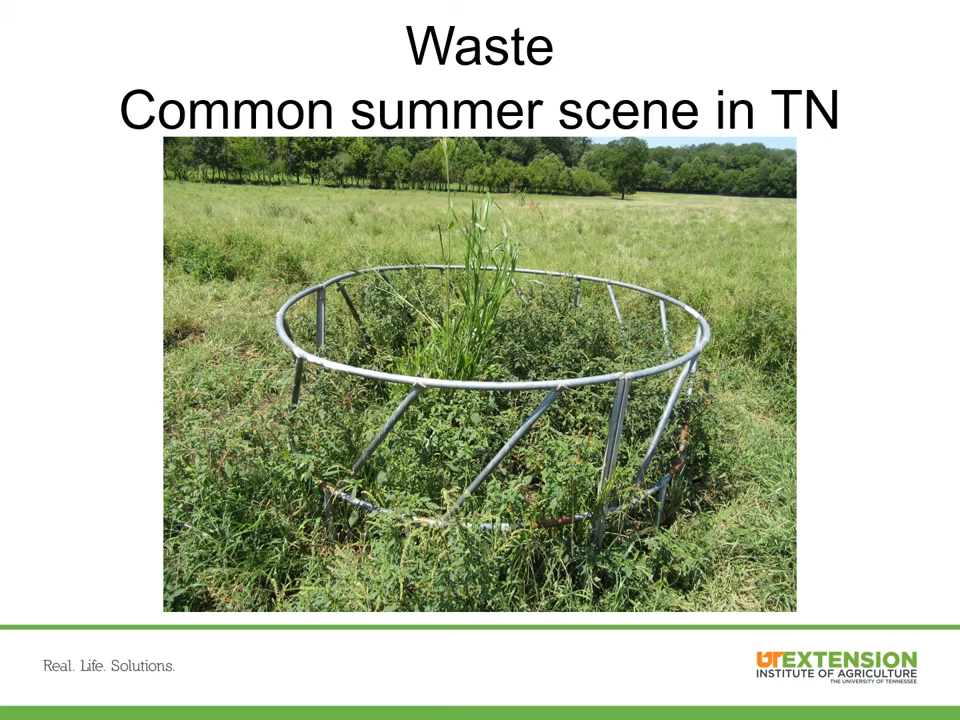 Waste
Common summer scene in TN
Real. Life. Solutions.
UTEXTENSION
INSTITUTE OF AGRICULTURE
THE UNIVERSITY OF TENNESSEE